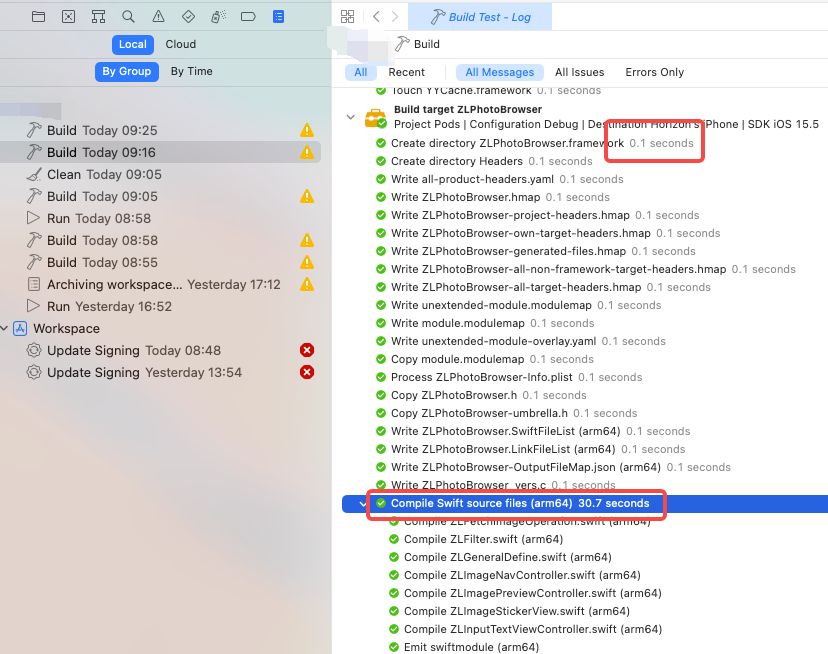 Local
Cloud
By Group
By Time
Build Today 09:25
Build Today 09:16
Clean Today 09:05
Build Today 09:05
Run Today 08:58
Build Today 08:58
Build Today 08:55
Archiving workspace... Yesterday 17:12
Run Yesterday 16:52
Workspace
Update Signing Today 08:48
Update Signing Yesterday 13:54
Build Test - Log
Build
All
Recent
All Messages
All Issues
Errors Only
Touch YYCache.framework 0.1 seconds
Build target ZLPhotoBrowser
Project Pods | Configuration Debug | Destination Horizon's iPhone | SDK iOS 15.5
Create directory ZLPhotoBrowser.framework 0.1 seconds
Create directory Headers 0.1 seconds
Write all-product-headers.yaml 0.1 seconds
Write ZLPhotoBrowser.hmap 0.1 seconds
Write ZLPhotoBrowser-project-headers.hmap 0.1 seconds
Write ZLPhotoBrowser-own-target-headers.hmap 0.1 seconds
Write ZLPhotoBrowser-generated-files.hmap 0.1 seconds
Write ZLPhotoBrowser-all-non-framework-target-headers.hmap 0.1 seconds
Write ZLPhotoBrowser-all-target-headers.hmap 0.1 seconds
Write unextended-module.modulemap 0.1 seconds
Write module.modulemap 0.1 seconds
Write unextended-module-overlay.yaml 0.1 seconds
Copy module.modulemap 0.1 seconds
Process ZLPhotoBrowser-Info.plist 0.1 seconds
Copy ZLPhotoBrowser.h 0.1 seconds
Copy ZLPhotoBrowser-umbrella.h 0.1 seconds
Write ZLPhotoBrowser.SwiftFileList (arm64) 0.1 seconds
Write ZLPhotoBrowser.LinkFileList (arm64) 0.1 seconds
Write ZLPhotoBrowser-OutputFileMap.json (arm64) 0.1 seconds
Write ZLPhotoBrowser_vers.c 0.1 seconds
Compile Swift source files (arm64) 30.7 seconds
Compile ZLFetchImageOperation.swift (arm64)
Compile ZLFilter.swift (arm64)
Compile ZLGeneralDefine.swift (arm64)
Compile ZLImageNavController.swift (arm64)
Compile ZLImagePreviewController.swift (arm64)
Compile ZLImageStickerView.swift (arm64)
Compile ZLInputTextViewController.swift (arm64)
Emit swiftmodule (arm64)